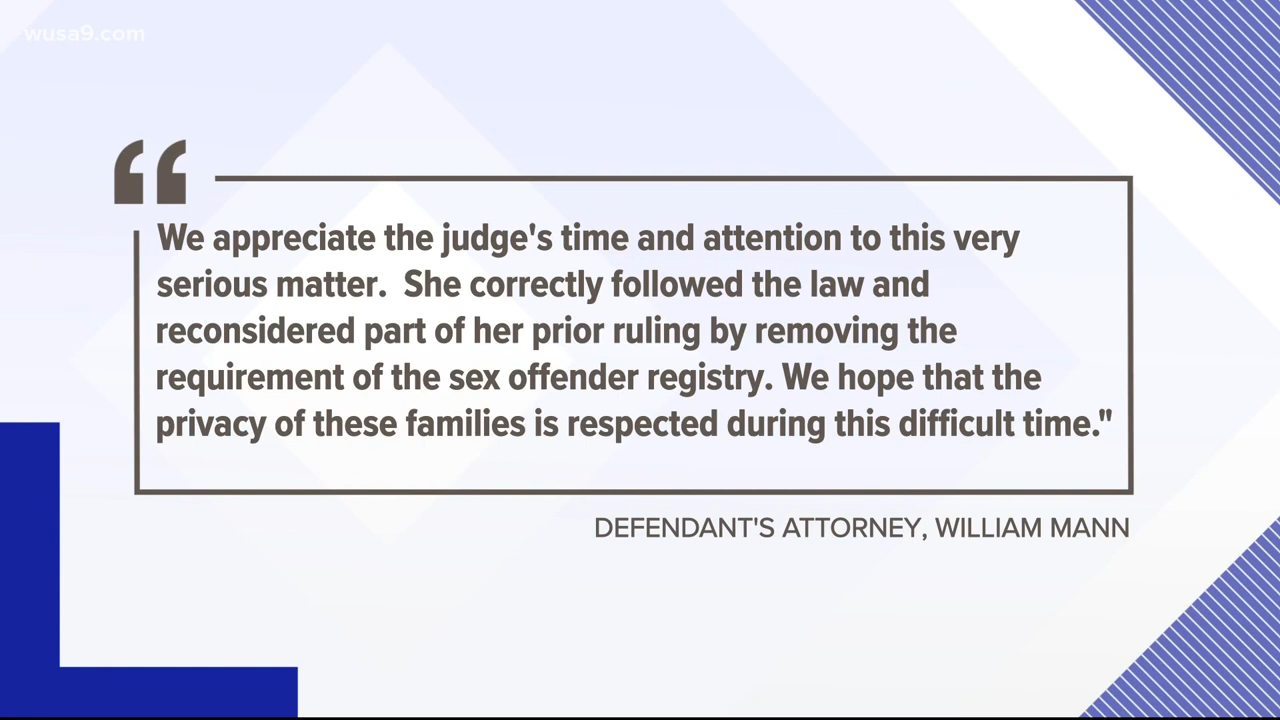 wusa9.com
“
We appreciate the judge's time and attention to this very
serious matter.  She correctly followed the law and
reconsidered part of her prior ruling by removing the
requirement of the sex offender registry. We hope that the
privacy of these families is respected during this difficult time."
DEFENDANT'S ATTORNEY, WILLIAM MANN